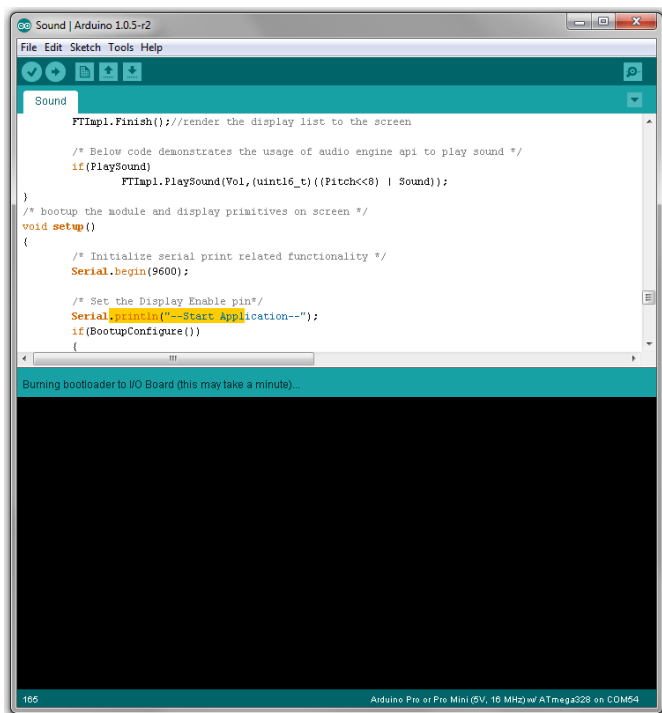 Sound | Arduino 1.0.5-r2
File Edit Sketch Tools Help
Sound
FTImpl.Finish();//render the display list to the screen
/* Below code demonstrates the usage of audio engine api to play sound */
if(PlaySound)
FTImpl.PlaySound(Vol,(uint16_t)((Pitch<<8) | Sound));
}
/* bootup the module and display primitives on screen */
void setup()
{
/* Initialize serial print related functionality */
Serial.begin(9600);
/* Set the Display Enable pin*/
Serial.println("--Start Application--");
if(BootupConfigure())
{
Burning bootloader to I/O Board (this may take a minute)...
165
Arduino Pro or Pro Mini (5V, 16 MHz) w/ ATmega328 on COM54